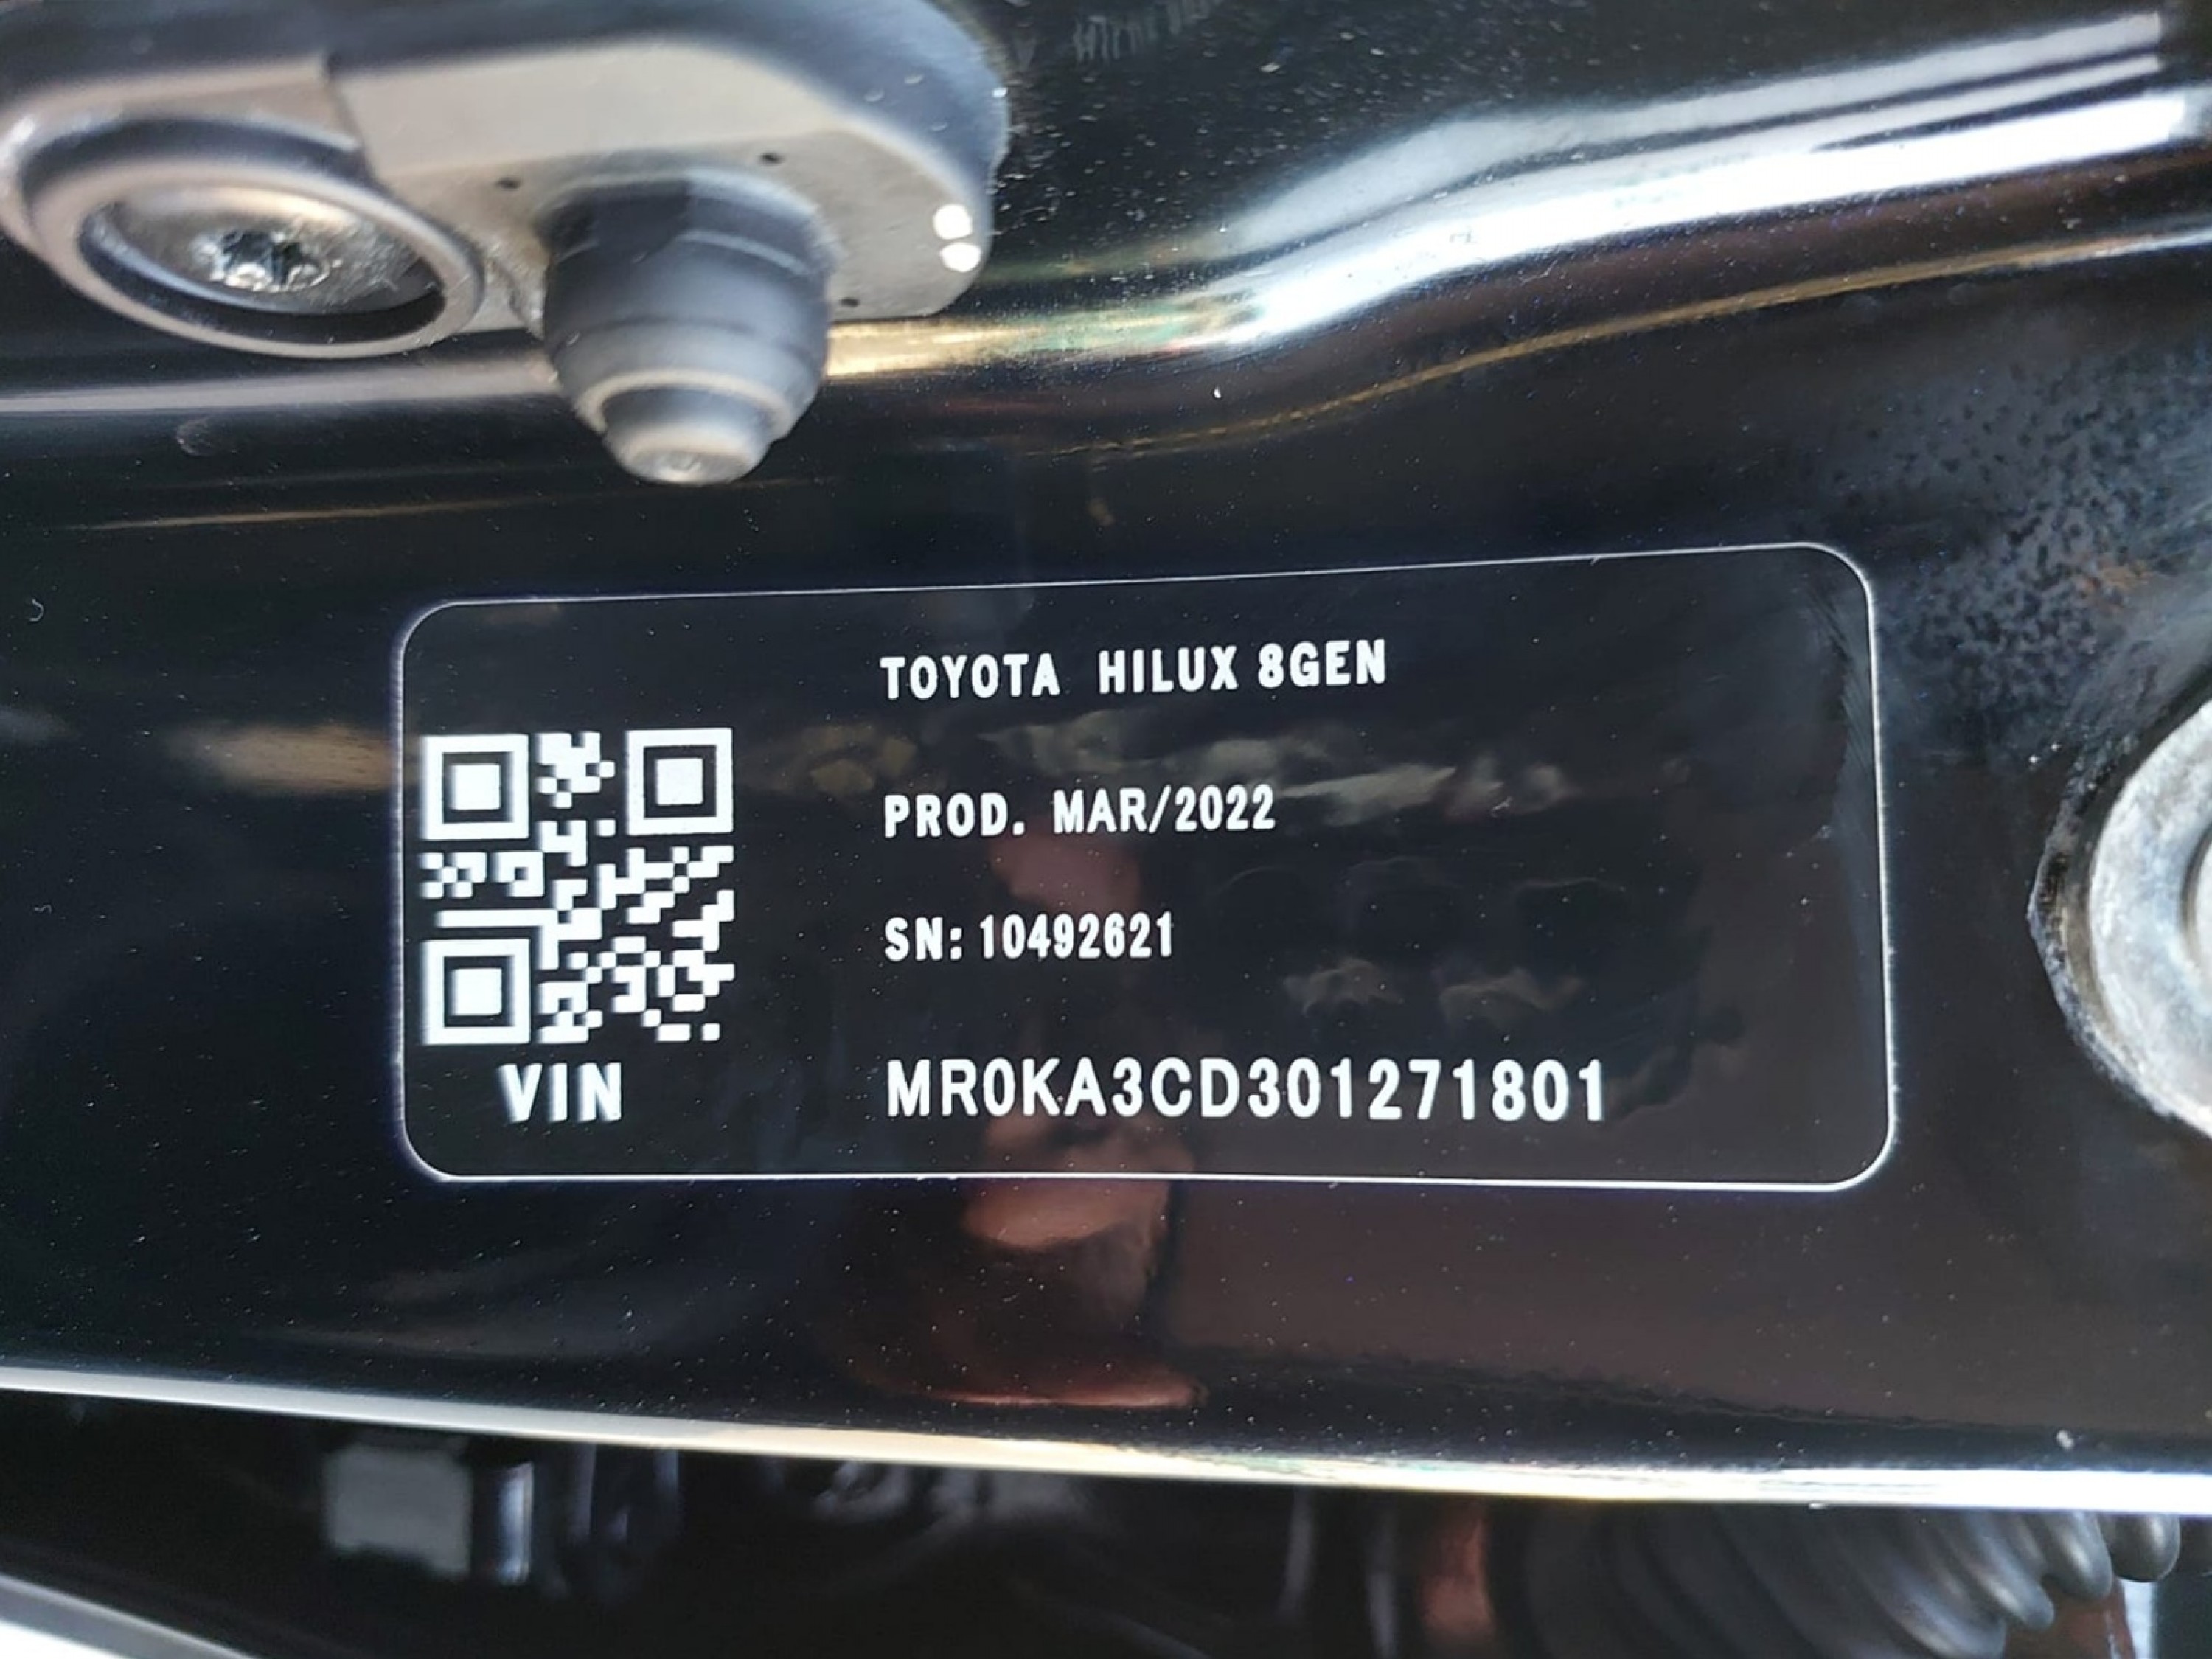 TOYOTA HILUX 8GEN
PROD. MAR/2022
SN: 10492621
VIN MR0KA3CD301271801